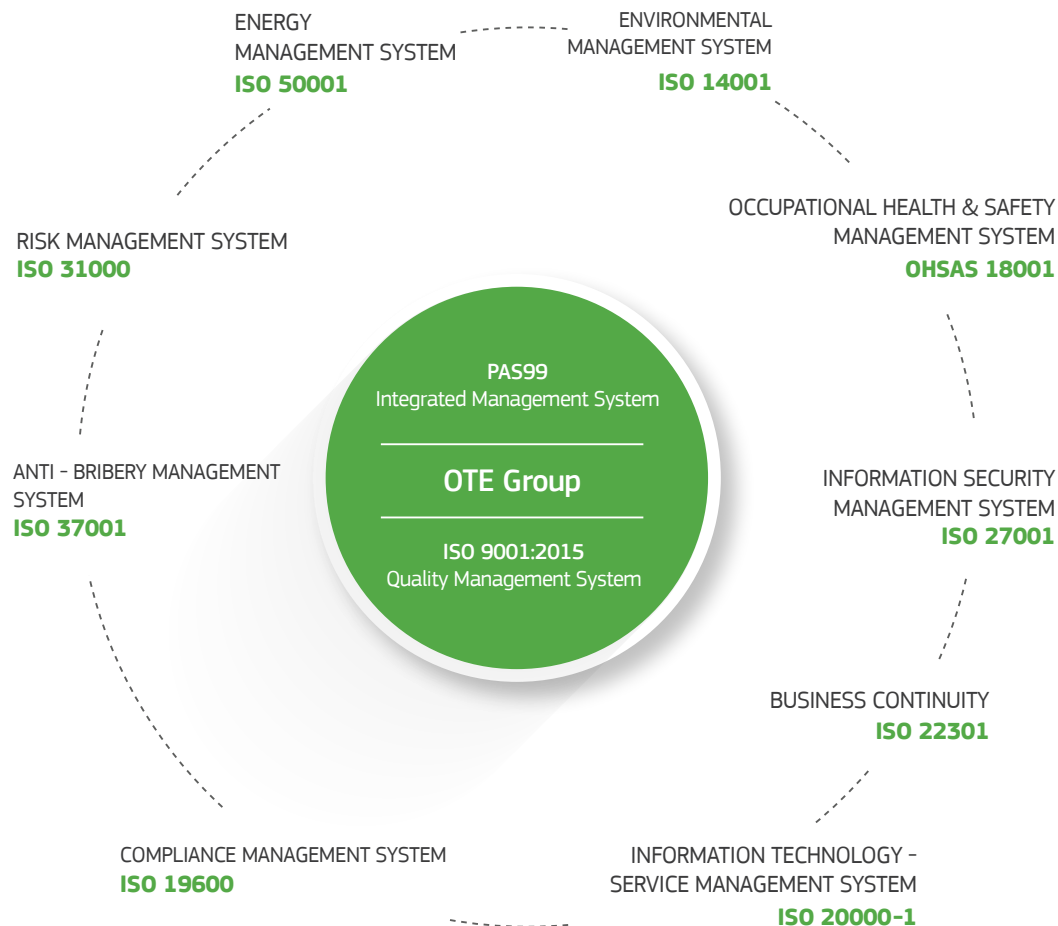 ENERGY
MANAGEMENT SYSTEM
ISO 50001
ENVIRONMENTAL
MANAGEMENT SYSTEM
ISO 14001
OCCUPATIONAL HEALTH & SAFETY
MANAGEMENT SYSTEM
OHSAS 18001
RISK MANAGEMENT SYSTEM
ISO 31000
PAS99
Integrated Management System
OTE Group
ISO 9001:2015
Quality Management System
ANTI - BRIBERY MANAGEMENT
SYSTEM
ISO 37001
INFORMATION SECURITY
MANAGEMENT SYSTEM
ISO 27001
BUSINESS CONTINUITY
ISO 22301
COMPLIANCE MANAGEMENT SYSTEM
ISO 19600
INFORMATION TECHNOLOGY -
SERVICE MANAGEMENT SYSTEM
ISO 20000-1